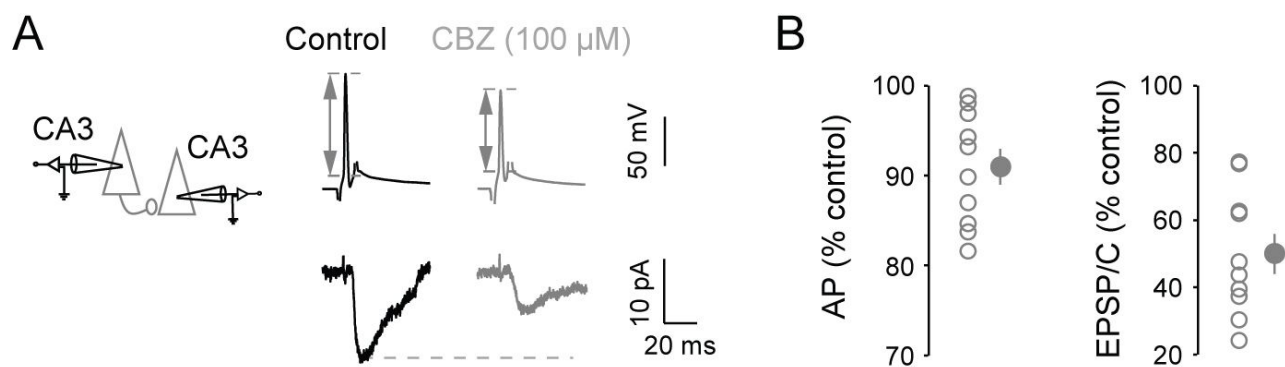 A
Control
CBZ (100 µM)
CA3
CA3
50 mV
10 pA
20 ms
B
AP (% control)
100
90
80
70
EPSP/C (% control)
100
80
60
40
20